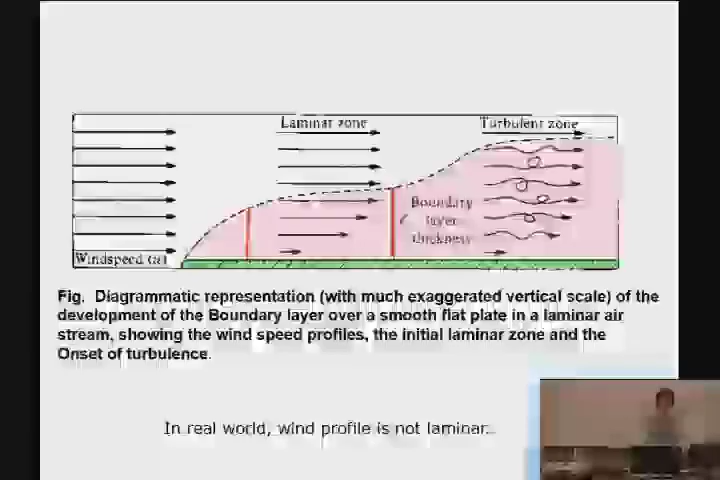 Laminar zone
Turbulent zone
Boundary
layer
thickness
Windspeed (u)
Fig. Diagrammatic representation (with much exaggerated vertical scale) of the
development of the Boundary layer over a smooth flat plate in a laminar air
stream, showing the wind speed profiles, the initial laminar zone and the
Onset of turbulence.
In real world, wind profile is not laminar.